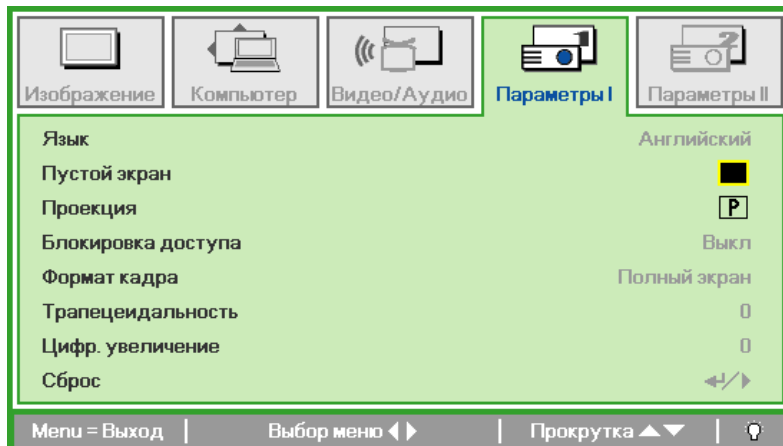 Изображение
Компьютер
Видео/Аудио
Параметры I
Параметры II
Язык Английский
Пустой экран
Проекция P
Блокировка доступа Выкл
Формат кадра Полный экран
Трапецеидальность 0
Цифр. увеличение 0
Сброс
Menu = Выход | Выбор меню | Прокрутка |